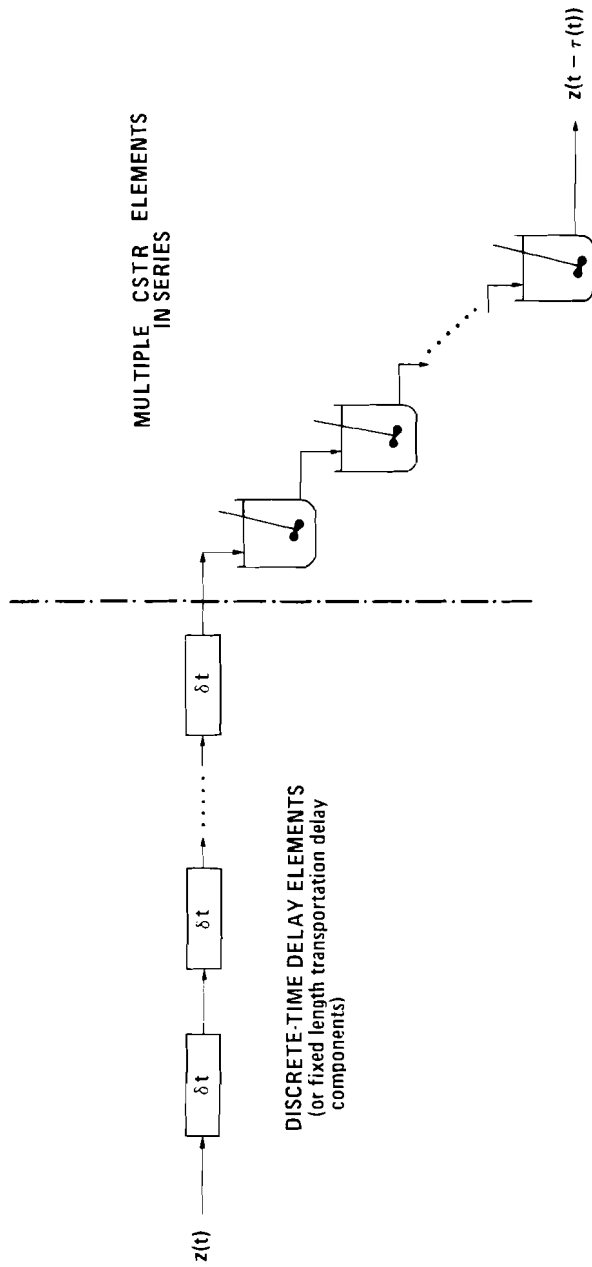 z(t)
δt
δt
δt
DISCRETE-TIME DELAY ELEMENTS
(or fixed length transportation delay
components)
MULTIPLE CSTR ELEMENTS
IN SERIES
z(t − τ(t))